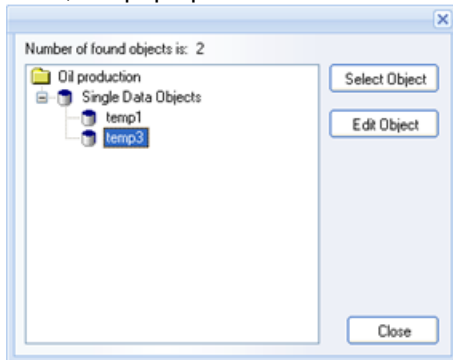 Number of found objects is: 2
Oil production
Select Object
Single Data Objects
temp1
Edit Object
temp3
Close